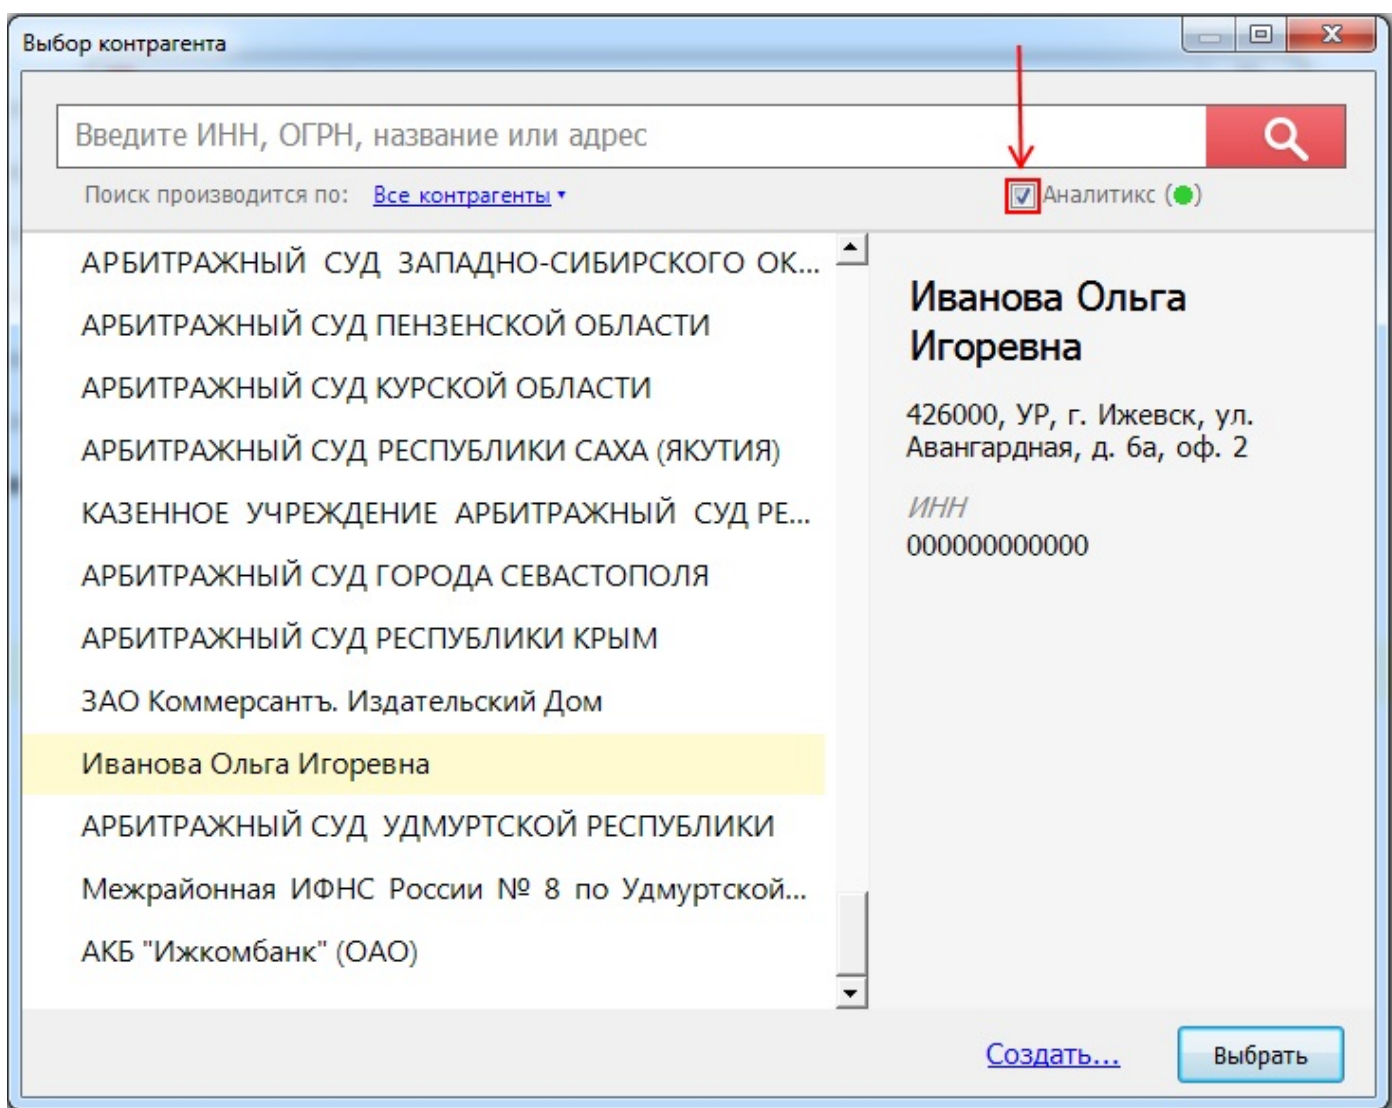 Выбор контрагента
Введите ИНН, ОГРН, название или адрес
Поиск производится по: Все контрагенты
Аналитикс ()
АРБИТРАЖНЫЙ СУД ЗАПАДНО-СИБИРСКОГО ОК...
АРБИТРАЖНЫЙ СУД ПЕНЗЕНСКОЙ ОБЛАСТИ
АРБИТРАЖНЫЙ СУД КУРСКОЙ ОБЛАСТИ
АРБИТРАЖНЫЙ СУД РЕСПУБЛИКИ САХА (ЯКУТИЯ)
КАЗЕННОЕ УЧРЕЖДЕНИЕ АРБИТРАЖНЫЙ СУД РЕ...
АРБИТРАЖНЫЙ СУД ГОРОДА СЕВАСТОПОЛЯ
АРБИТРАЖНЫЙ СУД РЕСПУБЛИКИ КРЫМ
ЗАО Коммерсантъ. Издательский Дом
Иванова Ольга Игоревна
АРБИТРАЖНЫЙ СУД УДМУРТСКОЙ РЕСПУБЛИКИ
Межрайонная ИФНС России № 8 по Удмуртской...
АКБ "Ижкомбанк" (ОАО)
Иванова Ольга
Игоревна
426000, УР, г. Ижевск, ул.
Авангардная, д. 6а, оф. 2
ИНН
000000000000
Создать...
Выбрать